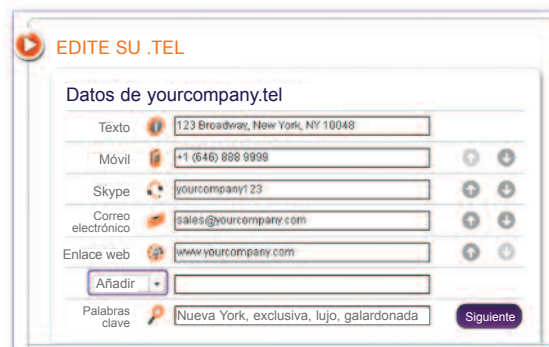 EDITE SU .TEL
Datos de yourcompany.tel
Texto 123 Broadway, New York, NY 10048
Móvil +1 (646) 888 9999
Skype yourcompany123
Correo
electrónico sales@yourcompany.com
Enlace web www.yourcompany.com
Añadir
Palabras
clave Nueva York, exclusiva, lujo, galardonada
Siguiente